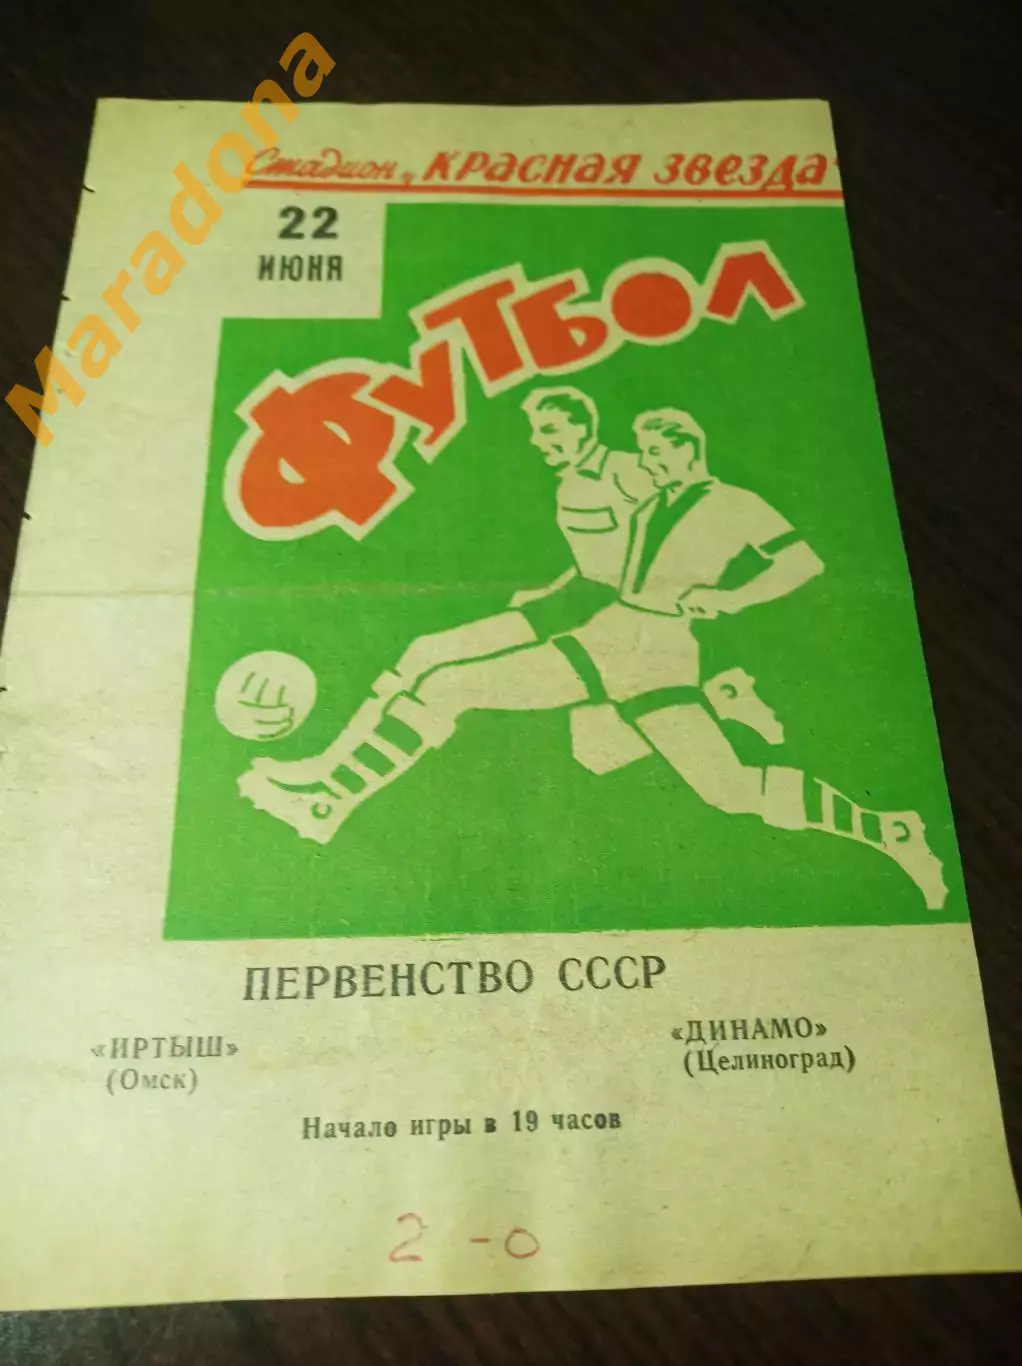 Maradona
Стадион „КРАСНАЯ ЗВЕЗДА"
22
ИЮНЯ
ФУТБОЛ
ПЕРВЕНСТВО СССР
«ИРТЫШ»
(Омск)
«ДИНАМО»
(Целиноград)
Начало игры в 19 часов
2 - 0